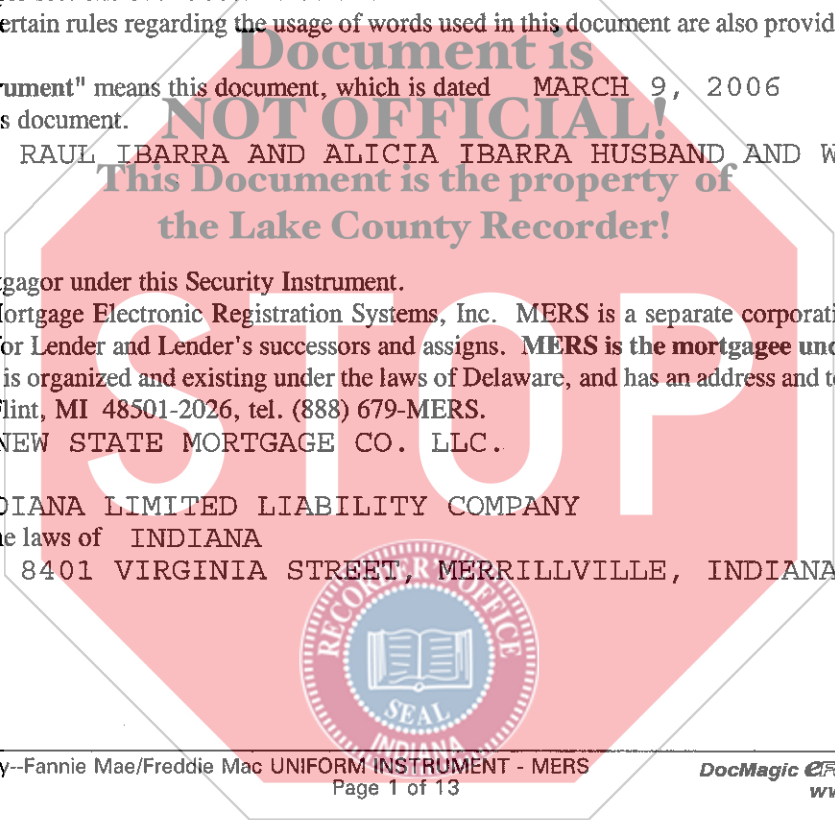 ertain rules regarding the usage of words used in this document are also provid
Document is
rument" means this document, which is dated MARCH 9, 2006
s document.
NOT OFFICIAL!
RAUL IBARRA AND ALICIA IBARRA HUSBAND AND W
This Document is the property of
the Lake County Recorder!
gagor under this Security Instrument.
ortgage Electronic Registration Systems, Inc. MERS is a separate corporati
or Lender and Lender's successors and assigns. MERS is the mortgagee und
is organized and existing under the laws of Delaware, and has an address and t
lint, MI 48501-2026, tel. (888) 679-MERS.
STOP
NEW STATE MORTGAGE CO. LLC.
DIANA LIMITED LIABILITY COMPANY
e laws of INDIANA
8401 VIRGINIA STREET, MERRILLVILLE, INDIANA
RECORDER'S OFFICE
SEAL
INDIANA
y--Fannie Mae/Freddie Mac UNIFORM INSTRUMENT - MERS
Page 1 of 13
DocMagic eF
ww